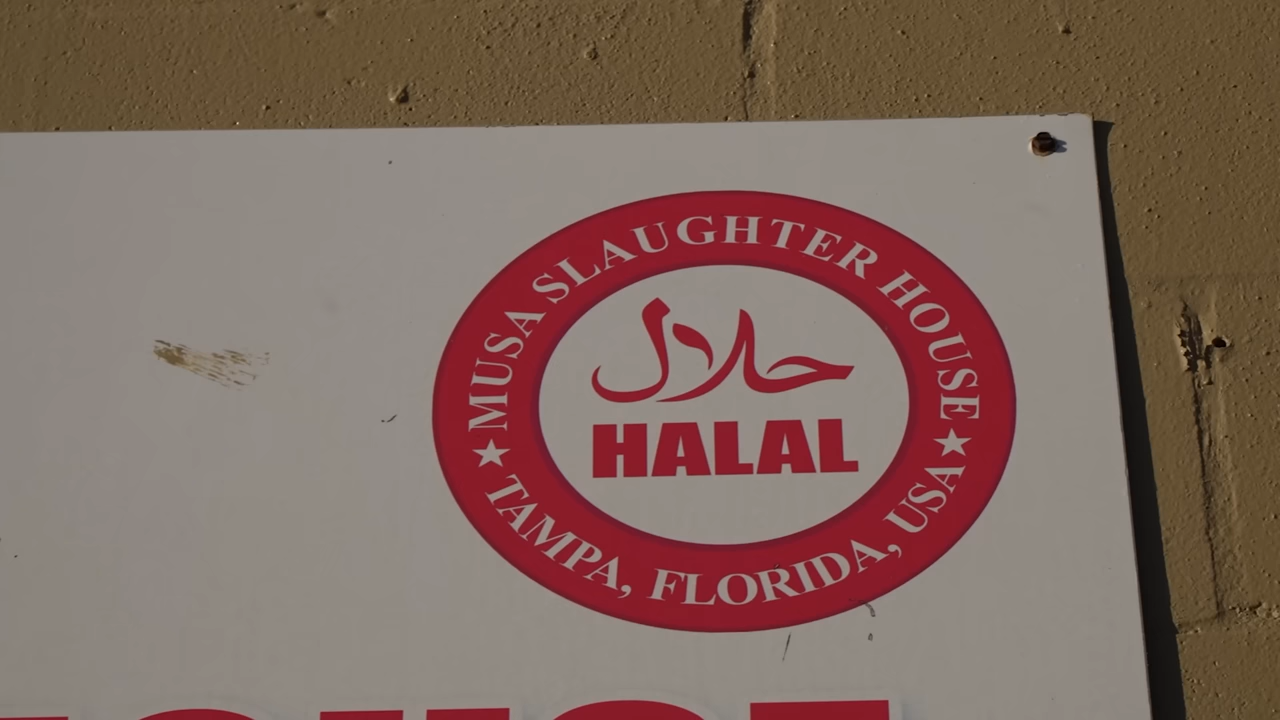 MUSA SLAUGHTER HOUSE
حلال
HALAL
TAMPA, FLORIDA, USA